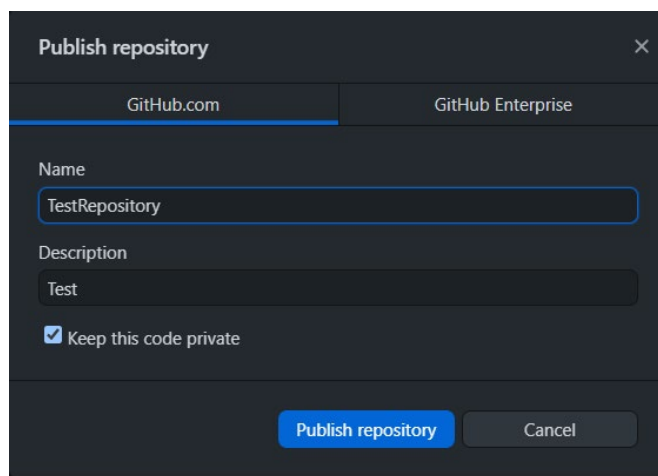 Publish repository
GitHub.com
GitHub Enterprise
Name
TestRepository
Description
Test
Keep this code private
Publish repository
Cancel